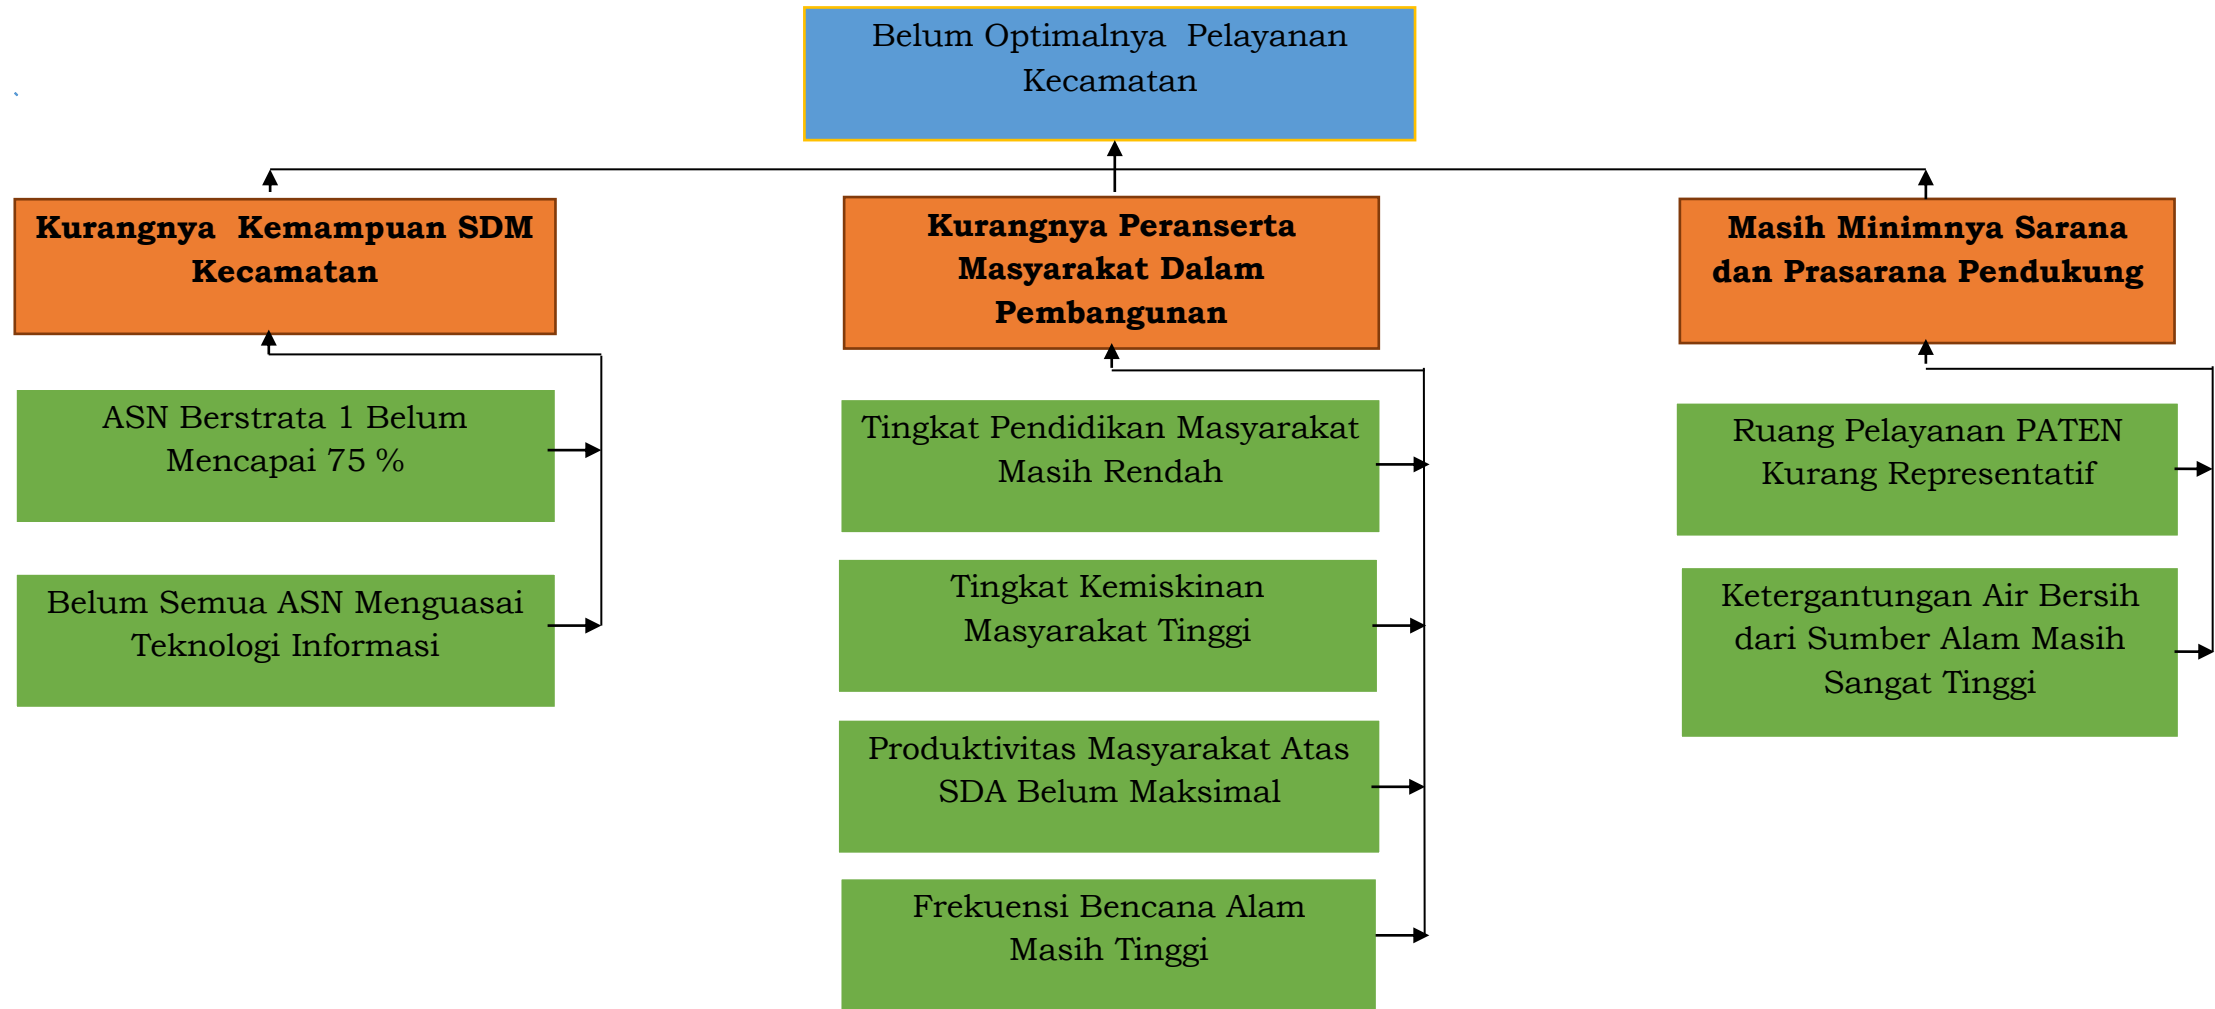 Belum Optimalnya  Pelayanan
Kecamatan
Kurangnya  Kemampuan SDM
Kecamatan
Kurangnya Peranserta
Masyarakat Dalam
Pembangunan
Masih Minimnya Sarana
dan Prasarana Pendukung
ASN Berstrata 1 Belum
Mencapai 75 %
Belum Semua ASN Menguasai
Teknologi Informasi
Tingkat Pendidikan Masyarakat
Masih Rendah
Tingkat Kemiskinan
Masyarakat Tinggi
Produktivitas Masyarakat Atas
SDA Belum Maksimal
Frekuensi Bencana Alam
Masih Tinggi
Ruang Pelayanan PATEN
Kurang Representatif
Ketergantungan Air Bersih
dari Sumber Alam Masih
Sangat Tinggi